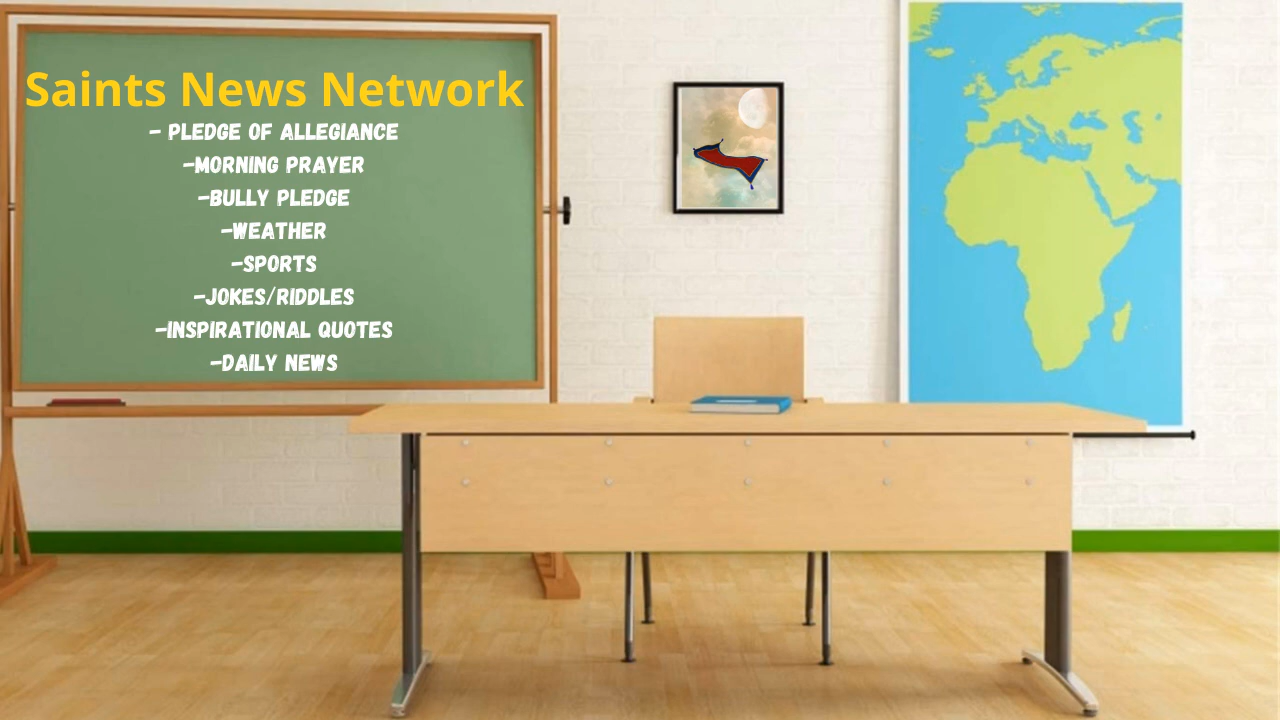 Saints News Network
- PLEDGE OF ALLEGIANCE
-MORNING PRAYER
-BULLY PLEDGE
-WEATHER
-SPORTS
-JOKES/RIDDLES
-INSPIRATIONAL QUOTES
-DAILY NEWS